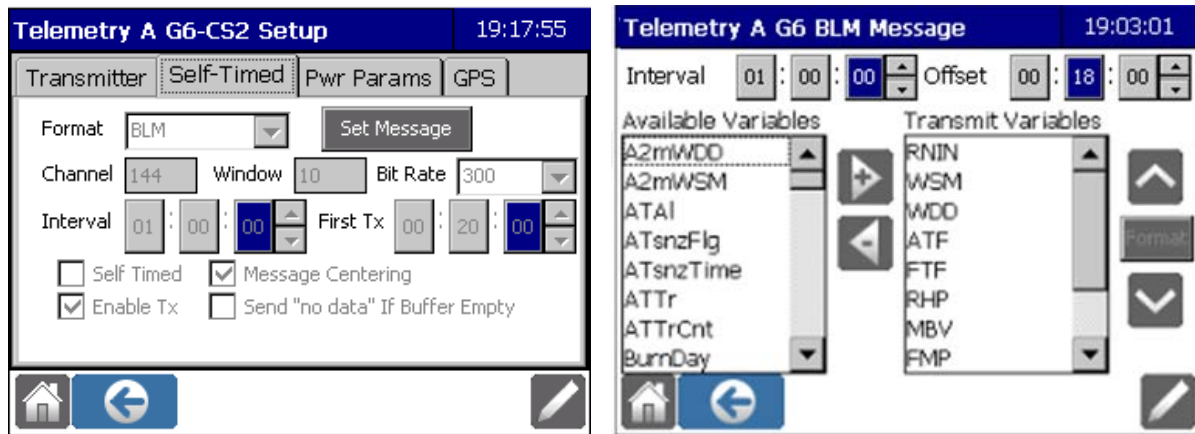 Telemetry A G6-CS2 Setup 19:17:55
Transmitter Self-Timed Pwr Params GPS
Format BLM Set Message
Channel 144 Window 10 Bit Rate 300
Interval 01 : 00 : 00 First Tx 00 : 20 : 00
Self Timed Message Centering
Enable Tx Send "no data" If Buffer Empty
Telemetry A G6 BLM Message 19:03:01
Interval 01 : 00 : 00 Offset 00 : 18 : 00
Available Variables Transmit Variables
A2mWDD RNIN
A2mWSM WSM
ATAl WDD
ATsnzFlg ATF Format
ATsnzTime FTF
ATTr RHP
ATTrCnt MBV
BurnDay FMP